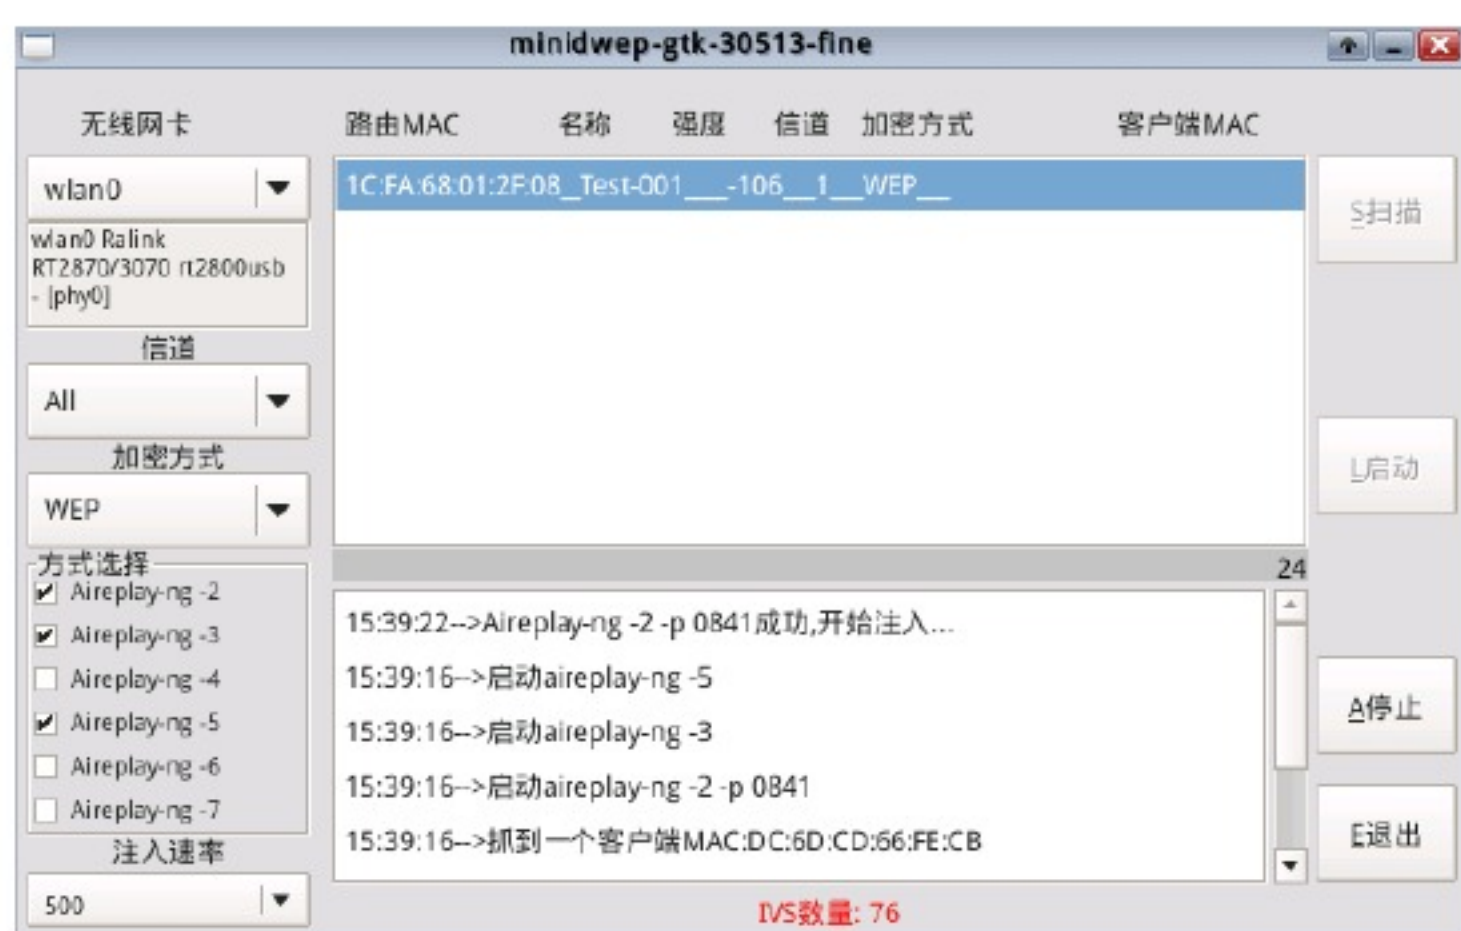 minidwep-gtk-30513-fine
无线网卡 路由MAC 名称 强度 信道 加密方式 客户端MAC
wlan0
wlan0 Ralink
RT2870/3070 rt2800usb
- [phy0]
信道
All
加密方式
WEP
方式选择
Aireplay-ng -2
Aireplay-ng -3
Aireplay-ng -4
Aireplay-ng -5
Aireplay-ng -6
Aireplay-ng -7
注入速率
500
1C:FA:68:01:2F:08_Test-001___-106__1__WEP__
24
15:39:22-->Aireplay-ng -2 -p 0841成功,开始注入...
15:39:16-->启动aireplay-ng -5
15:39:16-->启动aireplay-ng -3
15:39:16-->启动aireplay-ng -2 -p 0841
15:39:16-->抓到一个客户端MAC:DC:6D:CD:66:FE:CB
IVS数量: 76
S扫描
L启动
A停止
E退出